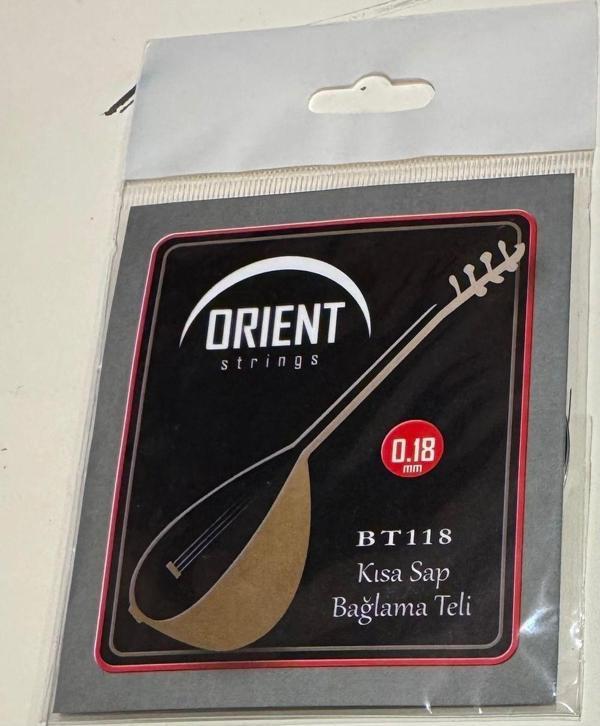 ORIENT
strings
0.18
mm
BT118
Kısa Sap
Bağlama Teli